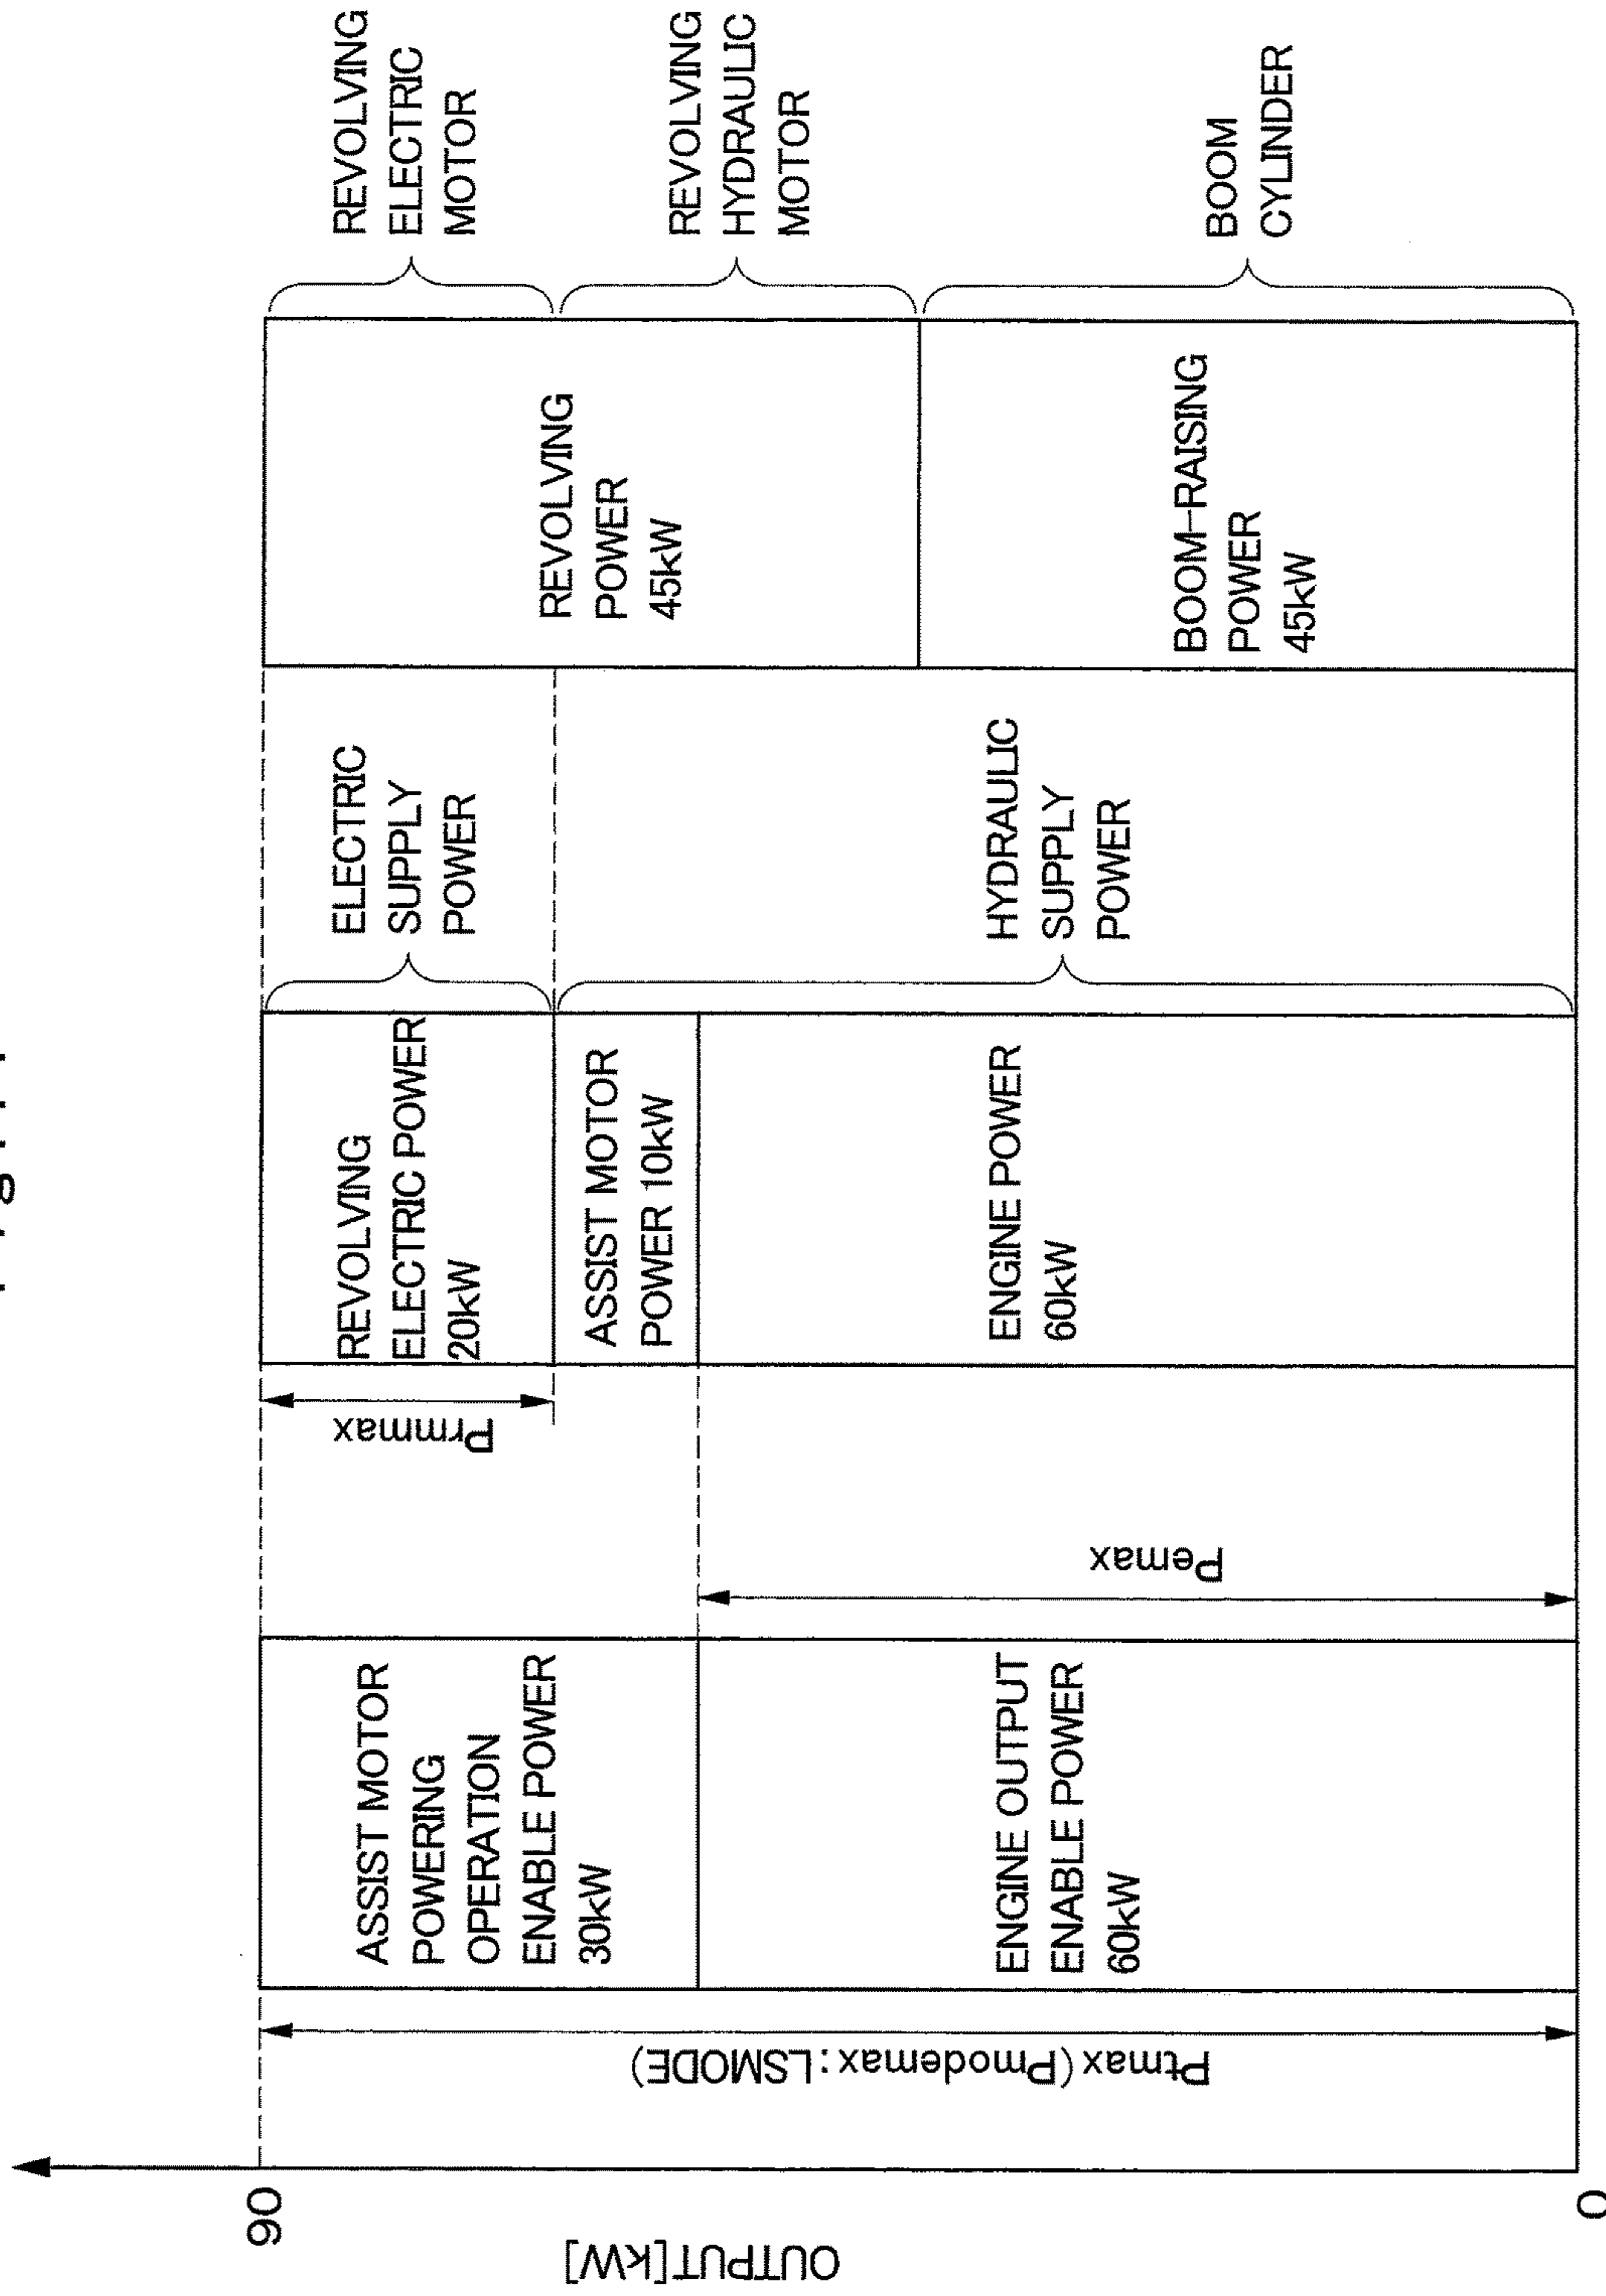 OUTPUT[kW]
90
0
Ptmax(Pmodemax:LSMODE)
ASSIST MOTOR
POWERING
OPERATION
ENABLE POWER
30kW
ENGINE OUTPUT
ENABLE POWER
60kW
Pemax
Prmmax
REVOLVING
ELECTRIC POWER
20kW
ASSIST MOTOR
POWER 10kW
ENGINE POWER
60kW
ELECTRIC
SUPPLY
POWER
HYDRAULIC
SUPPLY
POWER
REVOLVING
POWER
45kW
BOOM-RAISING
POWER
45kW
REVOLVING
ELECTRIC
MOTOR
REVOLVING
HYDRAULIC
MOTOR
BOOM
CYLINDER